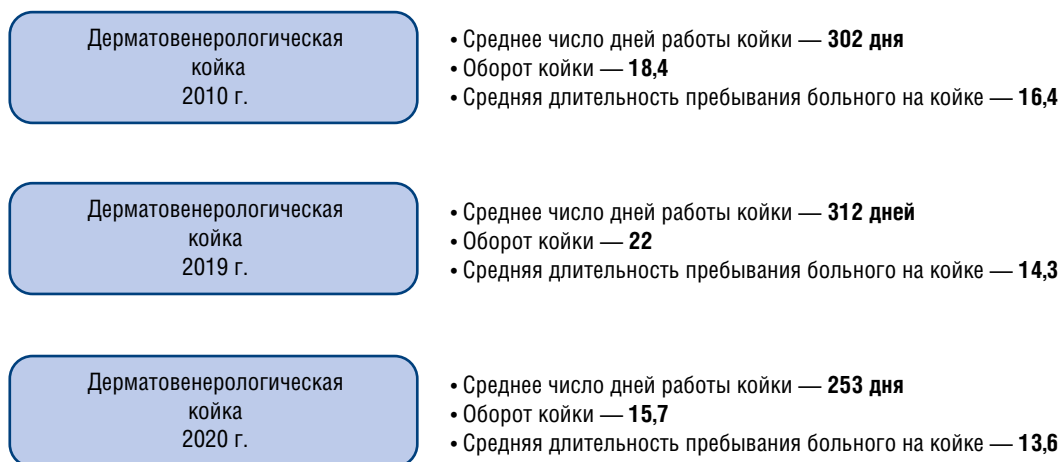 Дерматовенерологическая
койка
2010 г.
• Среднее число дней работы койки — 302 дня
• Оборот койки — 18,4
• Средняя длительность пребывания больного на койке — 16,4
Дерматовенерологическая
койка
2019 г.
• Среднее число дней работы койки — 312 дней
• Оборот койки — 22
• Средняя длительность пребывания больного на койке — 14,3
Дерматовенерологическая
койка
2020 г.
• Среднее число дней работы койки — 253 дня
• Оборот койки — 15,7
• Средняя длительность пребывания больного на койке — 13,6